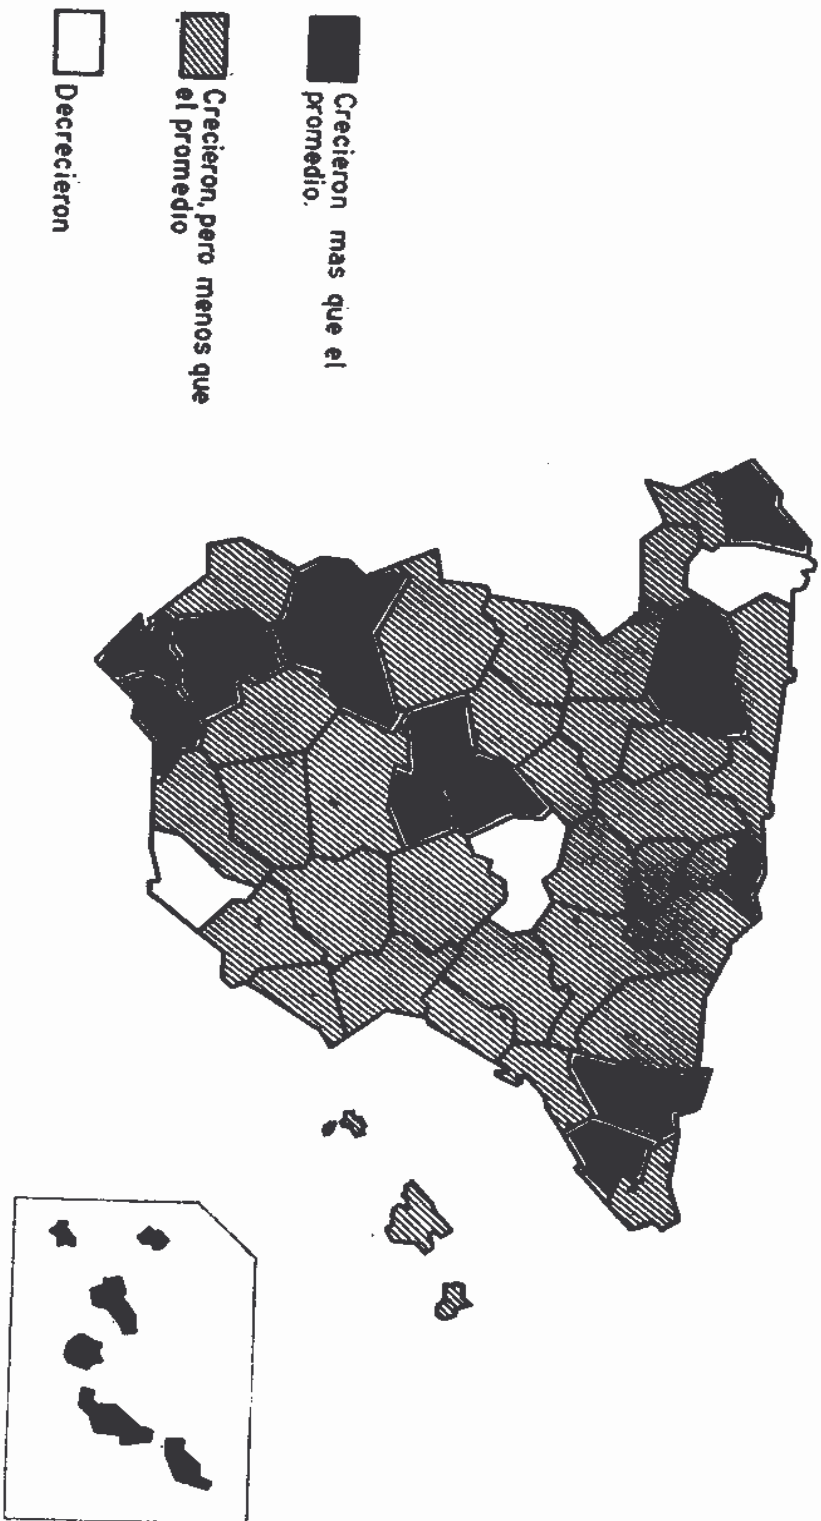 Crecieron mas que el
promedio.
Crecieron, pero menos que
el promedio
Decrecieron